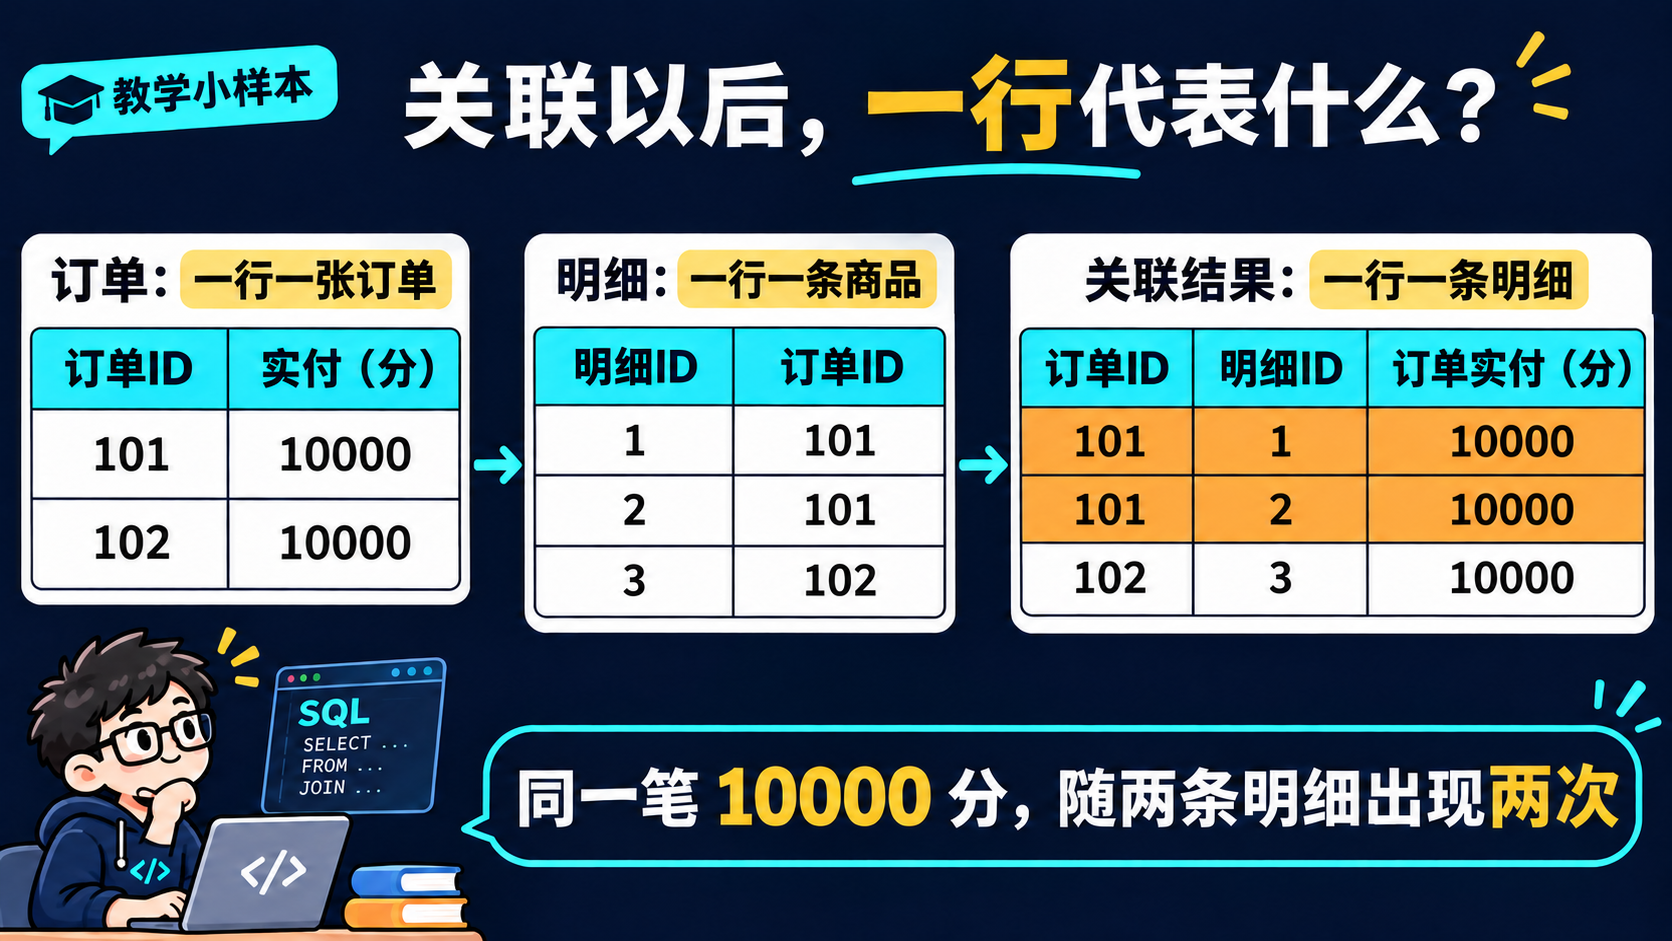 教学小样本
关联以后，一行代表什么？
订单：一行一张订单
订单ID 实付（分）
101 10000
102 10000
明细：一行一条商品
明细ID 订单ID
1 101
2 101
3 102
关联结果：一行一条明细
订单ID 明细ID 订单实付（分）
101 1 10000
101 2 10000
102 3 10000
SQL
SELECT ...
FROM ...
JOIN ...
</>
</>
同一笔 10000 分，随两条明细出现两次